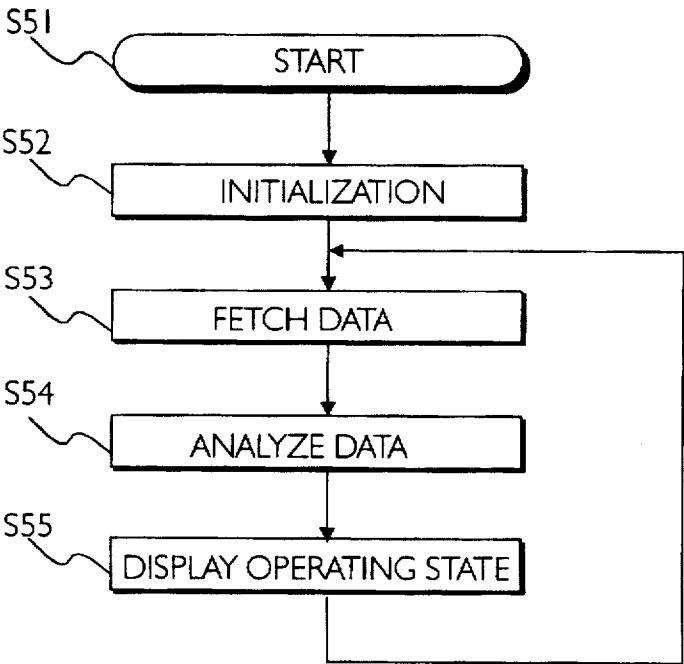 S51
START
S52
INITIALIZATION
S53
FETCH DATA
S54
ANALYZE DATA
S55
DISPLAY OPERATING STATE